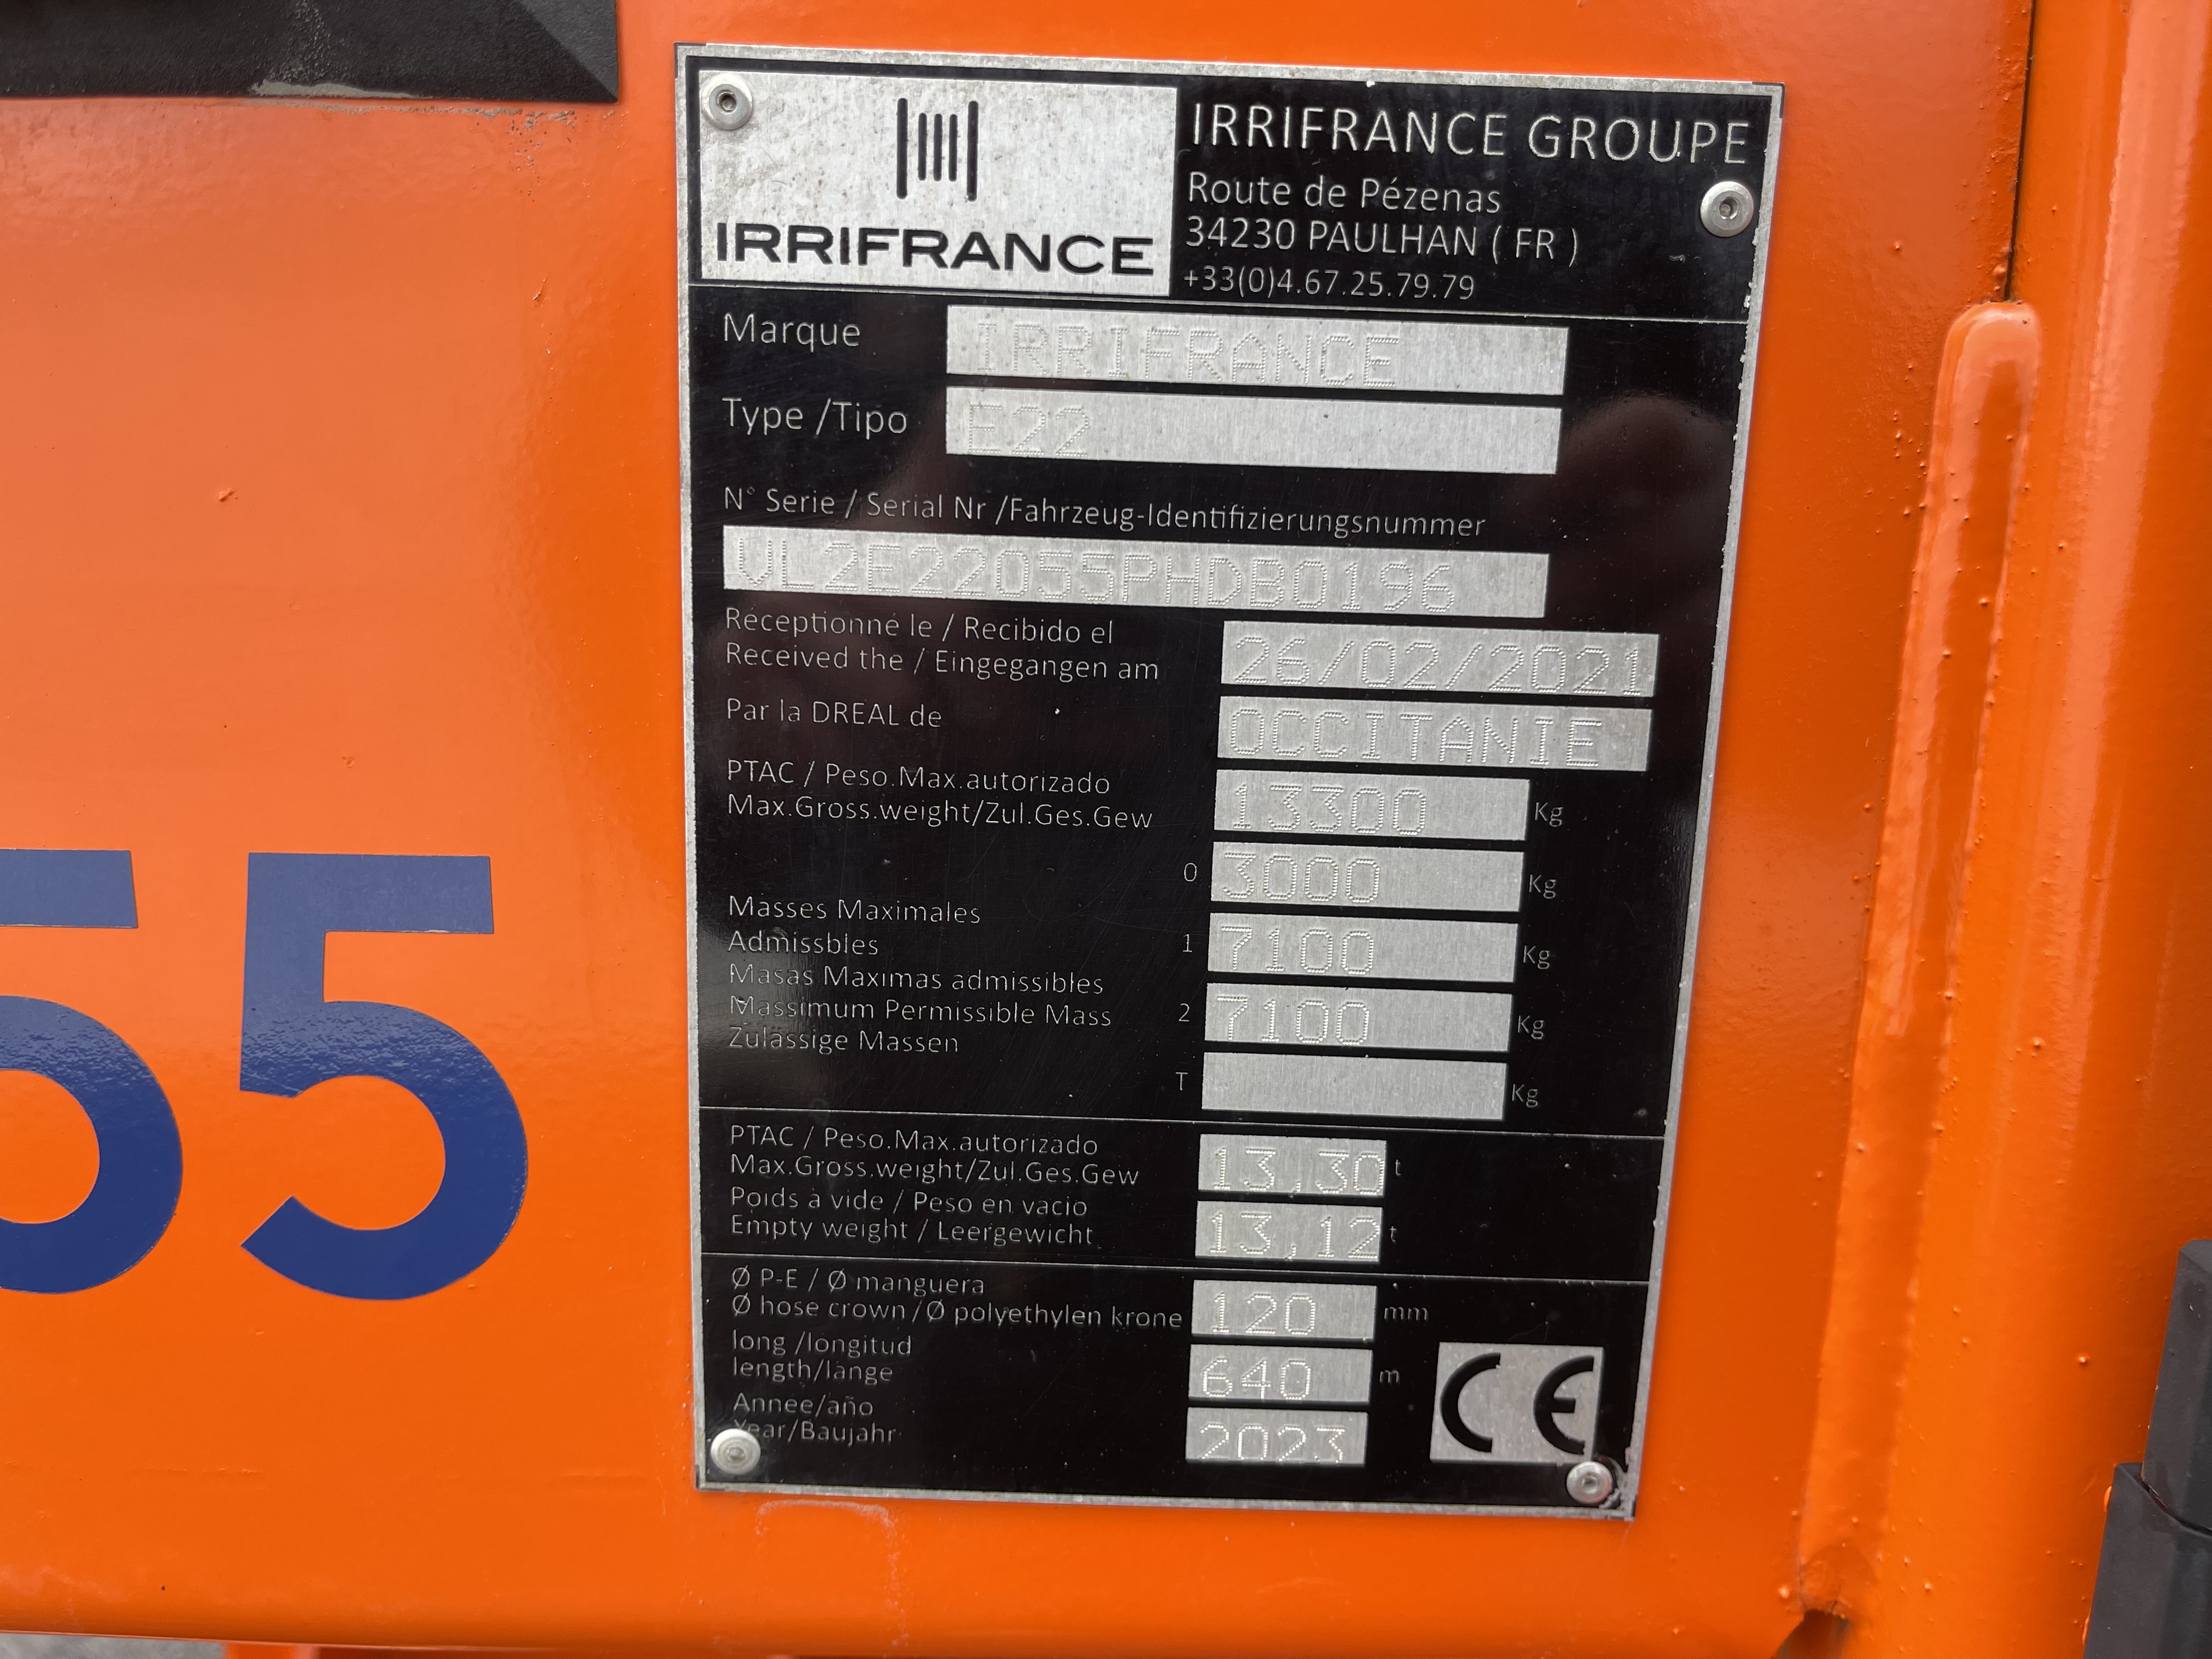 IRRIFRANCE
IRRIFRANCE GROUPE
Route de Pézenas
34230 PAULHAN ( FR )
+33(0)4.67.25.79.79
Marque IRRIFRANCE
Type /Tipo E22
N° Serie / Serial Nr /Fahrzeug-Identifizierungsnummer
VL2E22055PHDB0196
Réceptionné le / Recibido el
Received the / Eingegangen am 26/02/2021
Par la DREAL de OCCITANIE
PTAC / Peso.Max.autorizado
Max.Gross.weight/Zul.Ges.Gew 13300 Kg
0 3000 Kg
Masses Maximales
Admissbles 1 7100 Kg
Masas Maximas admissibles
Massimum Permissible Mass 2 7100 Kg
Zulassige Massen
T Kg
PTAC / Peso.Max.autorizado
Max.Gross.weight/Zul.Ges.Gew 13,30 t
Poids à vide / Peso en vacio
Empty weight / Leergewicht 13,12 t
Ø P-E / Ø manguera
Ø hose crown /Ø polyethylen krone 120 mm
long /longitud
length/länge 640 m
Annee/año
Year/Baujahr 2023
CE
55